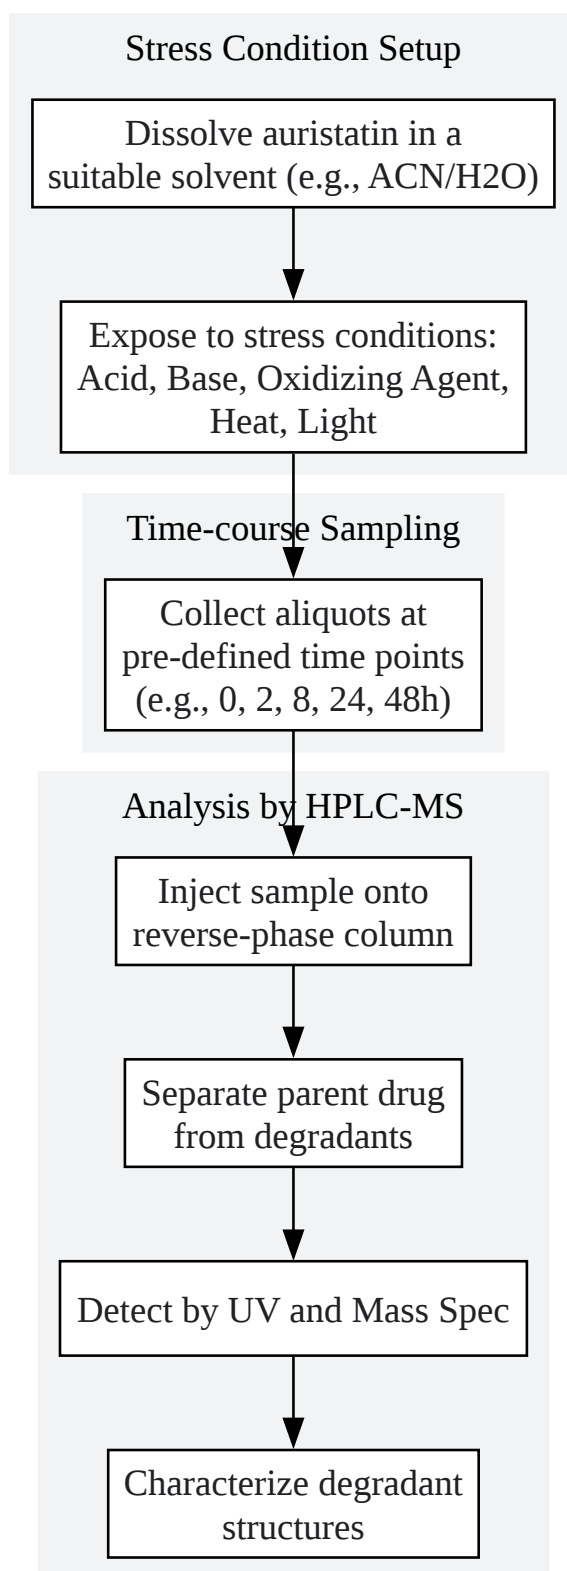 Stress Condition Setup
Dissolve auristatin in a
suitable solvent (e.g., ACN/H2O)
Expose to stress conditions:
Acid, Base, Oxidizing Agent,
Heat, Light
Time-course Sampling
Collect aliquots at
pre-defined time points
(e.g., 0, 2, 8, 24, 48h)
Analysis by HPLC-MS
Inject sample onto
reverse-phase column
Separate parent drug
from degradants
Detect by UV and Mass Spec
Characterize degradant
structures